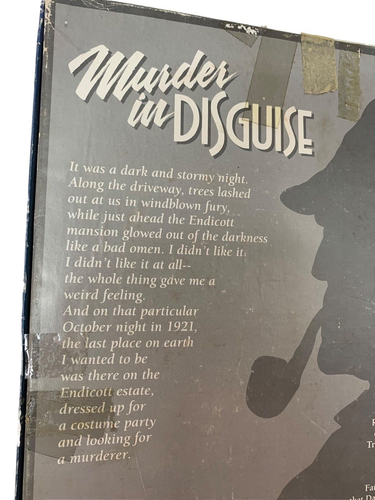 Murder
in DISGUISE
It was a dark and stormy night.
Along the driveway, trees lashed
out at us in windblown fury,
while just ahead the Endicott
mansion glowed out of the darkness
like a bad omen. I didn't like it.
I didn't like it at all--
the whole thing gave me a
weird feeling.
And on that particular
October night in 1921,
the last place on earth
I wanted to be
was there on the
Endicott estate,
dressed up for
a costume party
and looking for
a murderer.